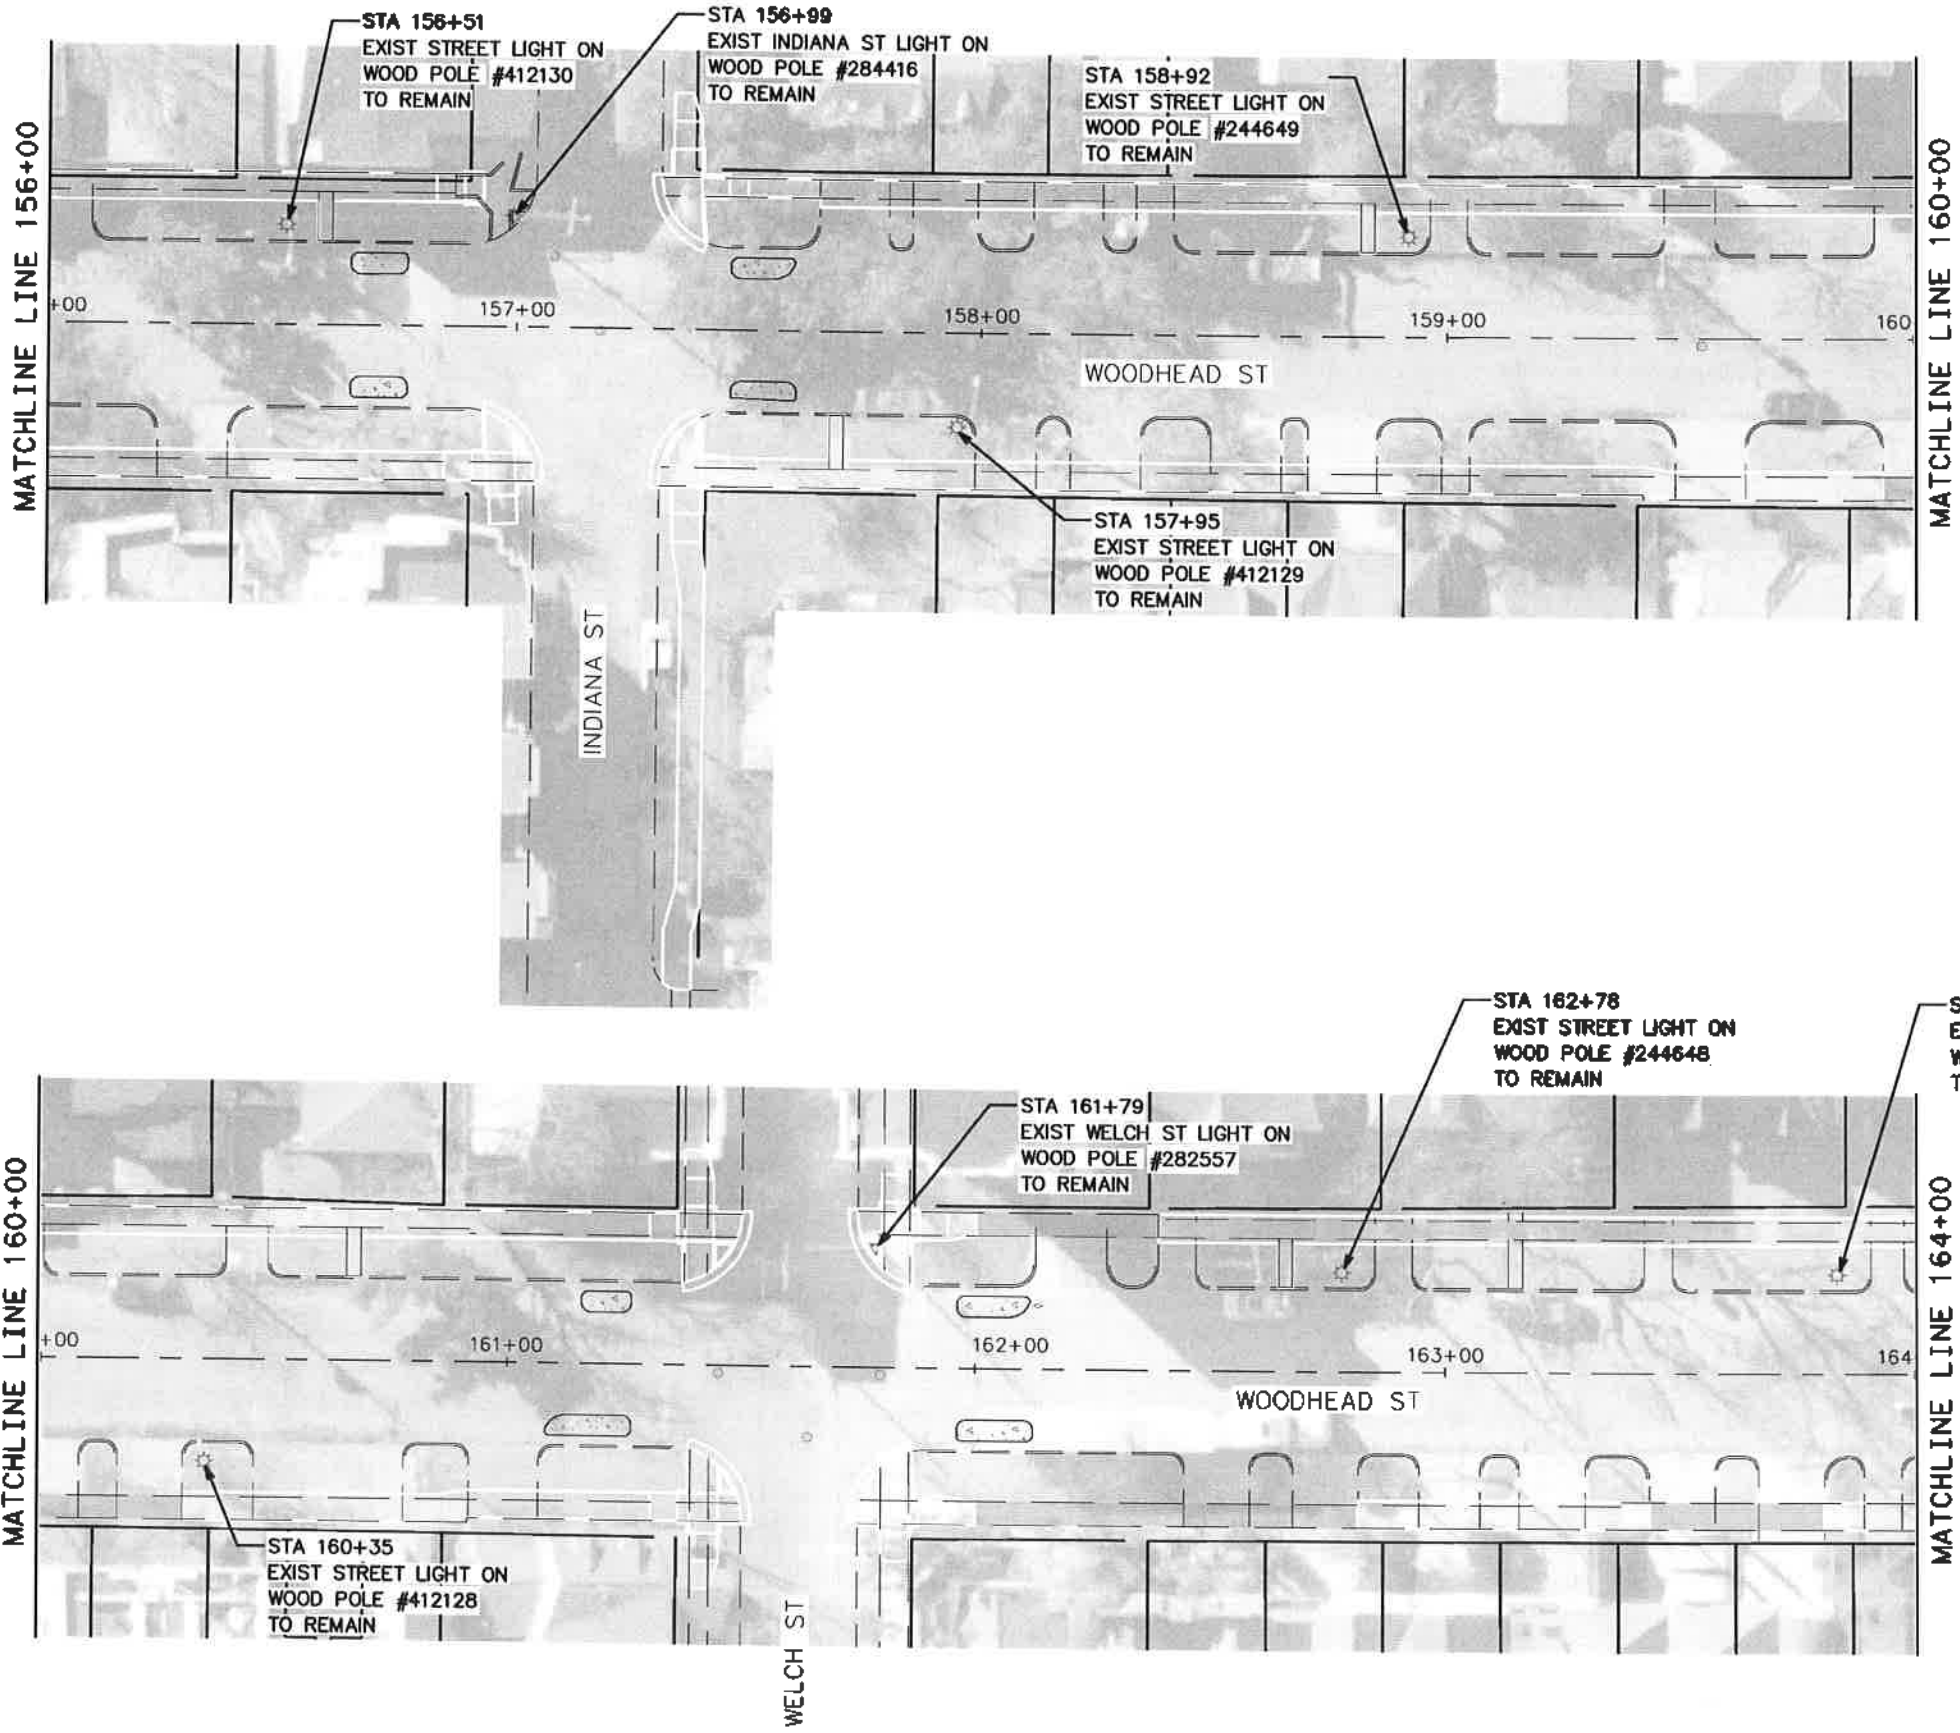 STA 156+51
EXIST STREET LIGHT ON
WOOD POLE #412130
TO REMAIN
STA 156+99
EXIST INDIANA ST LIGHT ON
WOOD POLE #284416
TO REMAIN
STA 158+92
EXIST STREET LIGHT ON
WOOD POLE #244649
TO REMAIN
MATCHLINE LINE 156+00
MATCHLINE LINE 160+00
+00
157+00
158+00
159+00
160
WOODHEAD ST
STA 157+95
EXIST STREET LIGHT ON
WOOD POLE #412129
TO REMAIN
INDIANA ST
STA 162+78
EXIST STREET LIGHT ON
WOOD POLE #244648
TO REMAIN
S
E
W
T
STA 161+79
EXIST WELCH ST LIGHT ON
WOOD POLE #282557
TO REMAIN
MATCHLINE LINE 160+00
MATCHLINE LINE 164+00
+00
161+00
162+00
163+00
164
WOODHEAD ST
STA 160+35
EXIST STREET LIGHT ON
WOOD POLE #412128
TO REMAIN
WELCH ST